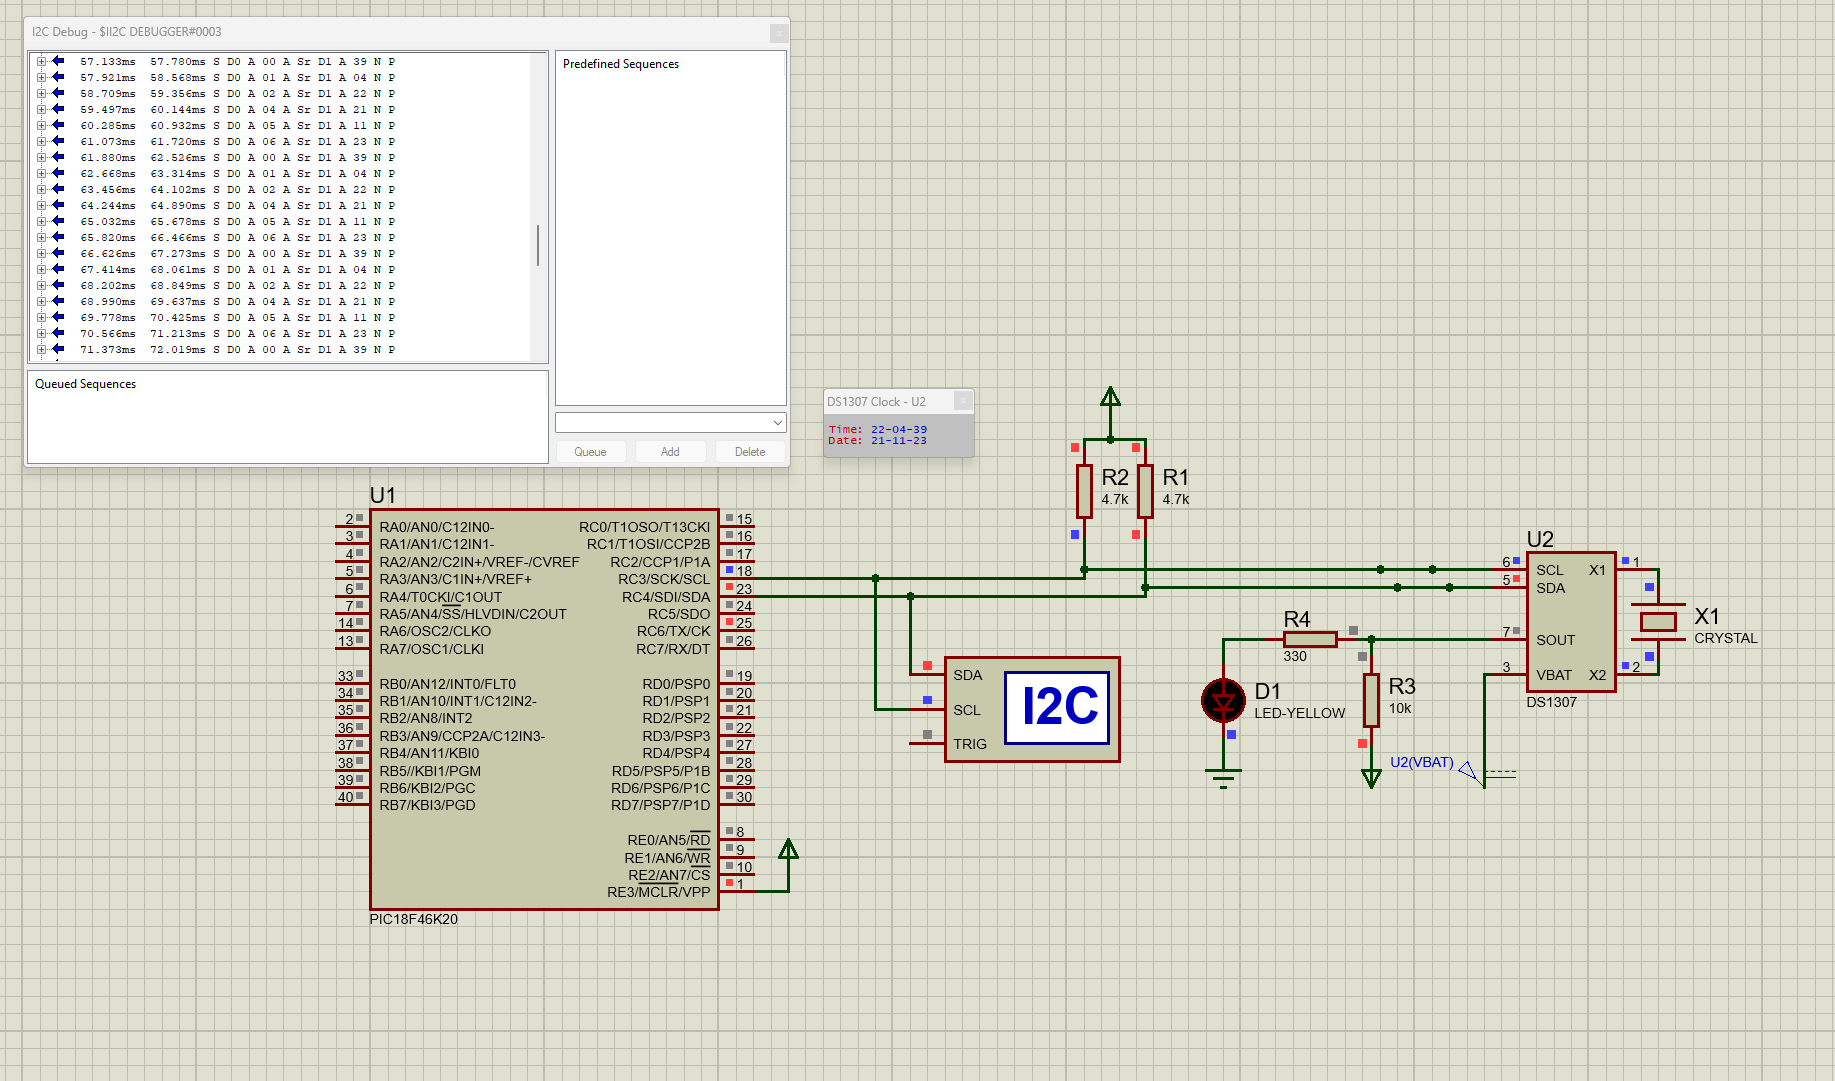 I2C Debug - $II2C DEBUGGER#0003
57.133ms 57.780ms S D0 A 00 A Sr D1 A 39 N P
57.921ms 58.568ms S D0 A 01 A Sr D1 A 04 N P
58.709ms 59.356ms S D0 A 02 A Sr D1 A 22 N P
59.497ms 60.144ms S D0 A 04 A Sr D1 A 21 N P
60.285ms 60.932ms S D0 A 05 A Sr D1 A 11 N P
61.073ms 61.720ms S D0 A 06 A Sr D1 A 23 N P
61.880ms 62.526ms S D0 A 00 A Sr D1 A 39 N P
62.668ms 63.314ms S D0 A 01 A Sr D1 A 04 N P
63.456ms 64.102ms S D0 A 02 A Sr D1 A 22 N P
64.244ms 64.890ms S D0 A 04 A Sr D1 A 21 N P
65.032ms 65.678ms S D0 A 05 A Sr D1 A 11 N P
65.820ms 66.466ms S D0 A 06 A Sr D1 A 23 N P
66.626ms 67.273ms S D0 A 00 A Sr D1 A 39 N P
67.414ms 68.061ms S D0 A 01 A Sr D1 A 04 N P
68.202ms 68.849ms S D0 A 02 A Sr D1 A 22 N P
68.990ms 69.637ms S D0 A 04 A Sr D1 A 21 N P
69.778ms 70.425ms S D0 A 05 A Sr D1 A 11 N P
70.566ms 71.213ms S D0 A 06 A Sr D1 A 23 N P
71.373ms 72.019ms S D0 A 00 A Sr D1 A 39 N P
Predefined Sequences
Queued Sequences
Queue Add Delete
DS1307 Clock - U2
Time: 22-04-39
Date: 21-11-23
U1
2 RA0/AN0/C12IN0- RC0/T1OSO/T13CKI 15
3 RA1/AN1/C12IN1- RC1/T1OSI/CCP2B 16
4 RA2/AN2/C2IN+/VREF-/CVREF RC2/CCP1/P1A 17
5 RA3/AN3/C1IN+/VREF+ RC3/SCK/SCL 18
6 RA4/T0CKI/C1OUT RC4/SDI/SDA 23
7 RA5/AN4/SS/HLVDIN/C2OUT RC5/SDO 24
14 RA6/OSC2/CLKO RC6/TX/CK 25
13 RA7/OSC1/CLKI RC7/RX/DT 26
33 RB0/AN12/INT0/FLT0 RD0/PSP0 19
34 RB1/AN10/INT1/C12IN2- RD1/PSP1 20
35 RB2/AN8/INT2 RD2/PSP2 21
36 RB3/AN9/CCP2A/C12IN3- RD3/PSP3 22
37 RB4/AN11/KBI0 RD4/PSP4 27
38 RB5//KBI1/PGM RD5/PSP5/P1B 28
39 RB6/KBI2/PGC RD6/PSP6/P1C 29
40 RB7/KBI3/PGD RD7/PSP7/P1D 30
RE0/AN5/RD 8
RE1/AN6/WR 9
RE2/AN7/CS 10
RE3/MCLR/VPP 1
PIC18F46K20
R2
4.7k
R1
4.7k
SDA
SCL
TRIG
I2C
R4
330
D1
LED-YELLOW
R3
10k
U2(VBAT)
U2
6 SCL X1 1
5 SDA
7 SOUT
3 VBAT X2 2
DS1307
X1
CRYSTAL